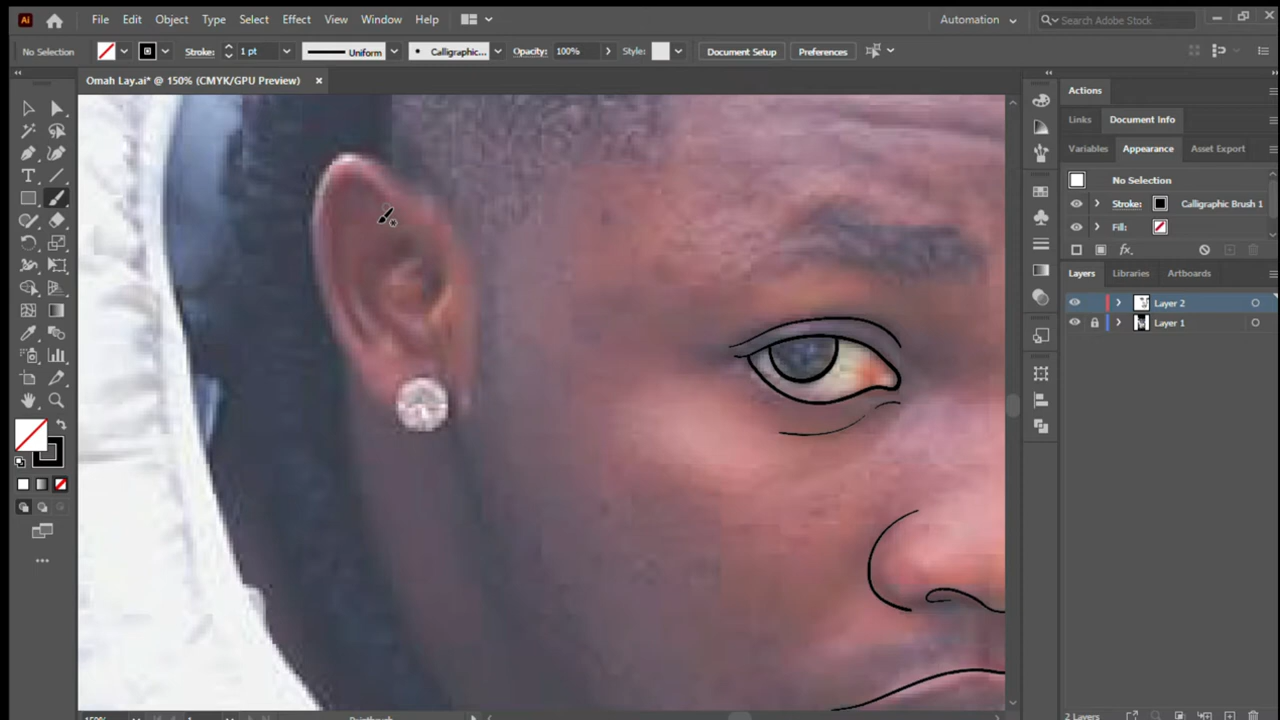 Ai File Edit Object Type Select Effect View Window Help Automation Search Adobe Stock
No Selection Stroke: 1 pt Uniform Calligraphic... Opacity: 100% Style: Document Setup Preferences
Omah Lay.ai* @ 150% (CMYK/GPU Preview) ×
Actions
Links Document Info
Variables Appearance Asset Export
No Selection
Stroke: Calligraphic Brush 1
Fill:
fx
Layers Libraries Artboards
Layer 2
Layer 1
2 Layers